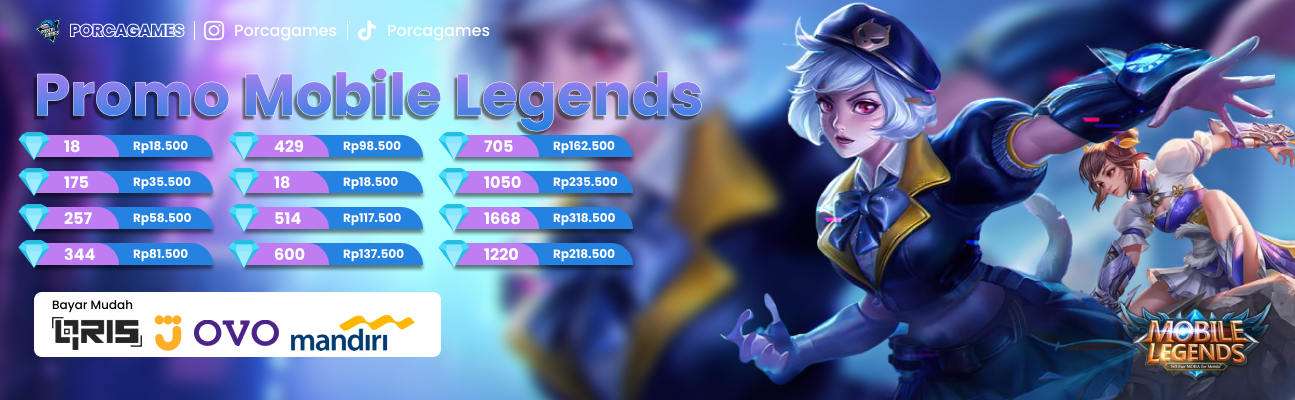 PORCAGAMES Porcagames Porcagames
Promo Mobile Legends
18 Rp18.500
429 Rp98.500
705 Rp162.500
175 Rp35.500
18 Rp18.500
1050 Rp235.500
257 Rp58.500
514 Rp117.500
1668 Rp318.500
344 Rp81.500
600 Rp137.500
1220 Rp218.500
Bayar Mudah
QRIS OVO mandiri
MOBILE
LEGENDS